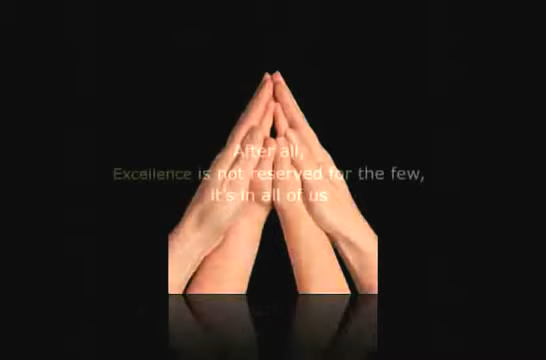 After all,
Excellence is not reserved for the few,
it's in all of us